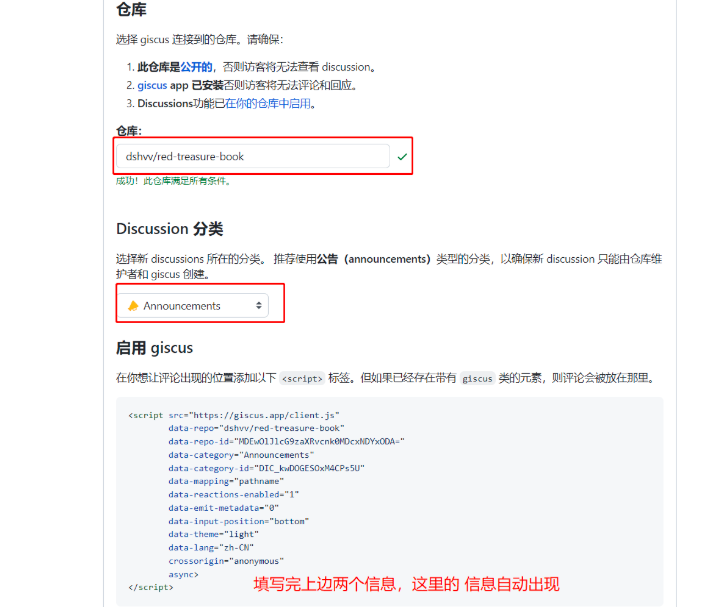 仓库
选择 giscus 连接到的仓库。请确保：
1. 此仓库是公开的，否则访客将无法查看 discussion。
2. giscus app 已安装否则访客将无法评论和回应。
3. Discussions功能已在你的仓库中启用。
仓库：
dshvv/red-treasure-book
成功！此仓库满足所有条件。
Discussion 分类
选择新 discussions 所在的分类。 推荐使用公告（announcements）类型的分类，以确保新 discussion 只能由仓库维
护者和 giscus 创建。
Announcements
启用 giscus
在你想让评论出现的位置添加以下 <script> 标签。但如果已经存在带有 giscus 类的元素，则评论会被放在那里。
<script src="https://giscus.app/client.js"
data-repo="dshvv/red-treasure-book"
data-repo-id="MDEwOlJlcG9zaXRvcnk0MDcxNDYxODA="
data-category="Announcements"
data-category-id="DIC_kwDOGESOxM4CPs5U"
data-mapping="pathname"
data-reactions-enabled="1"
data-emit-metadata="0"
data-input-position="bottom"
data-theme="light"
data-lang="zh-CN"
crossorigin="anonymous"
async>
</script>
填写完上边两个信息，这里的 信息自动出现